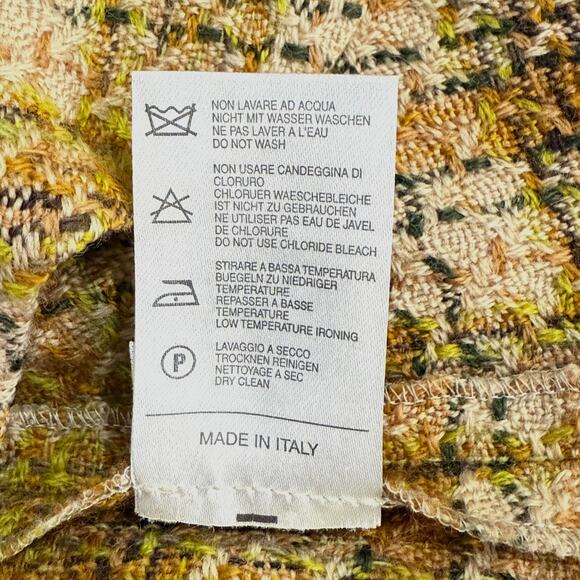 NON LAVARE AD ACQUA
NICHT MIT WASSER WASCHEN
NE PAS LAVER A L'EAU
DO NOT WASH
NON USARE CANDEGGINA DI
CLORURO
CHLORUER WAESCHEBLEICHE
IST NICHT ZU GEBRAUCHEN
NE UTILISER PAS EAU DE JAVEL
DE CHLORURE
DO NOT USE CHLORIDE BLEACH
STIRARE A BASSA TEMPERATURA
BUEGELN ZU NIEDRIGER
TEMPERATURE
REPASSER A BASSE
TEMPERATURE
LOW TEMPERATURE IRONING
P
LAVAGGIO A SECCO
TROCKNEN REINIGEN
NETTOYAGE A SEC
DRY CLEAN
MADE IN ITALY